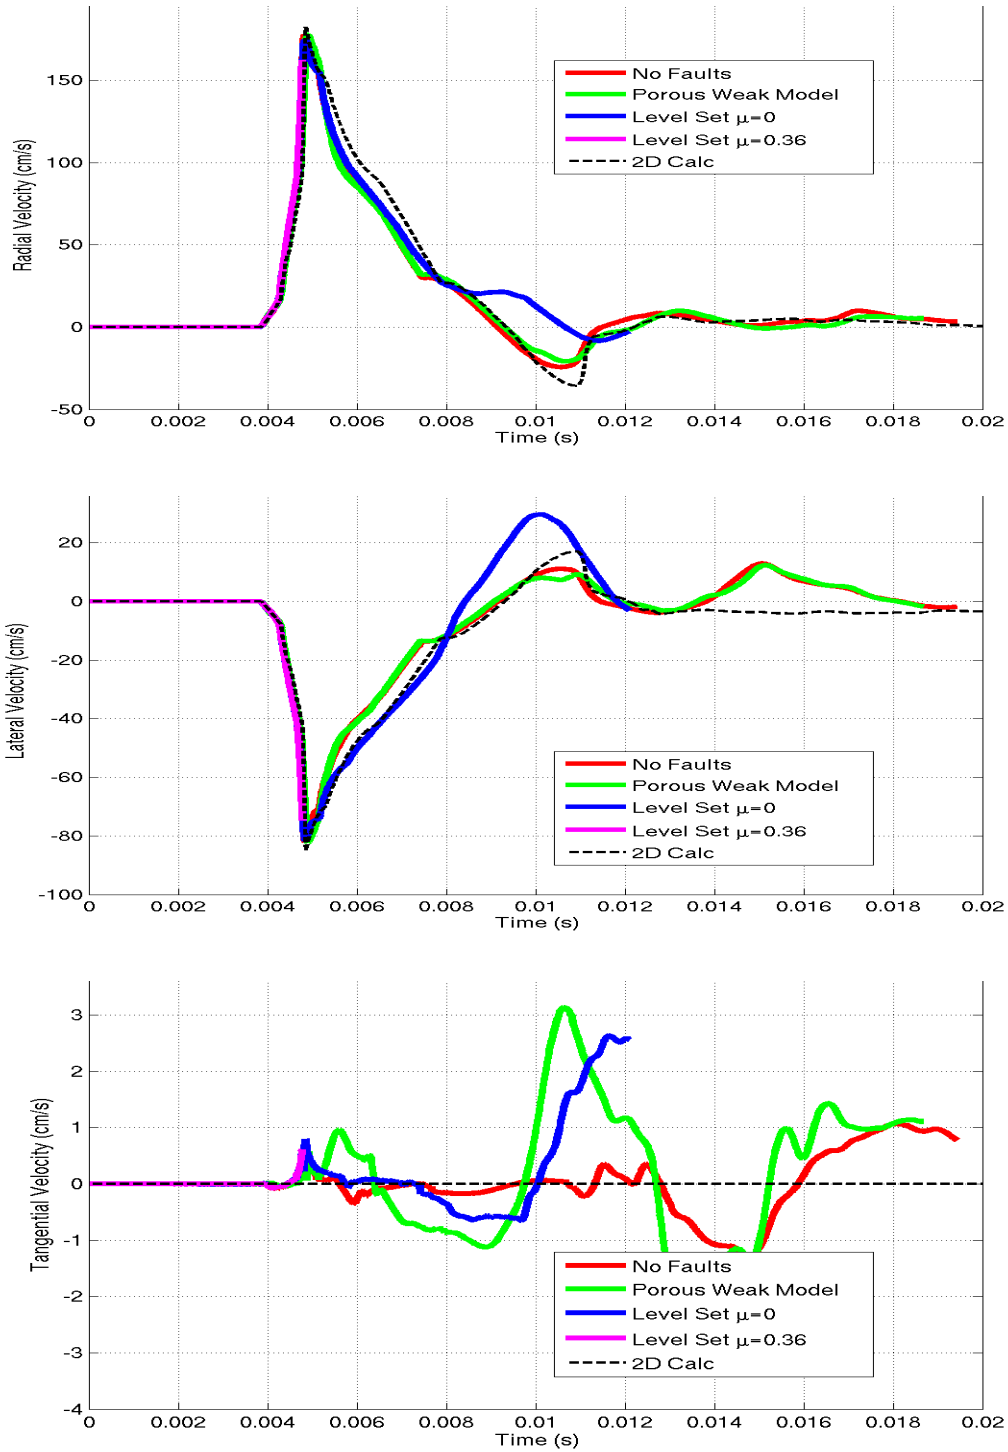 150
100
50
0
-50
0 0.002 0.004 0.006 0.008 0.01 0.012 0.014 0.016 0.018 0.02
Radial Velocity (cm/s)
Time (s)
No Faults
Porous Weak Model
Level Set μ=0
Level Set μ=0.36
2D Calc
20
0
-20
-40
-60
-80
-100
0 0.002 0.004 0.006 0.008 0.01 0.012 0.014 0.016 0.018 0.02
Lateral Velocity (cm/s)
Time (s)
No Faults
Porous Weak Model
Level Set μ=0
Level Set μ=0.36
2D Calc
3
2
1
0
-1
-2
-3
-4
0 0.002 0.004 0.006 0.008 0.01 0.012 0.014 0.016 0.018 0.02
Tangential Velocity (cm/s)
Time (s)
No Faults
Porous Weak Model
Level Set μ=0
Level Set μ=0.36
2D Calc